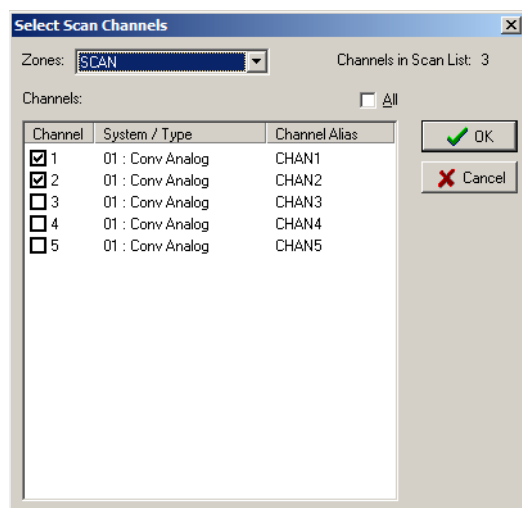 Select Scan Channels
Zones: SCAN Channels in Scan List: 3
Channels: All
Channel System / Type Channel Alias
1 01 : Conv Analog CHAN1
2 01 : Conv Analog CHAN2
3 01 : Conv Analog CHAN3
4 01 : Conv Analog CHAN4
5 01 : Conv Analog CHAN5
OK
Cancel